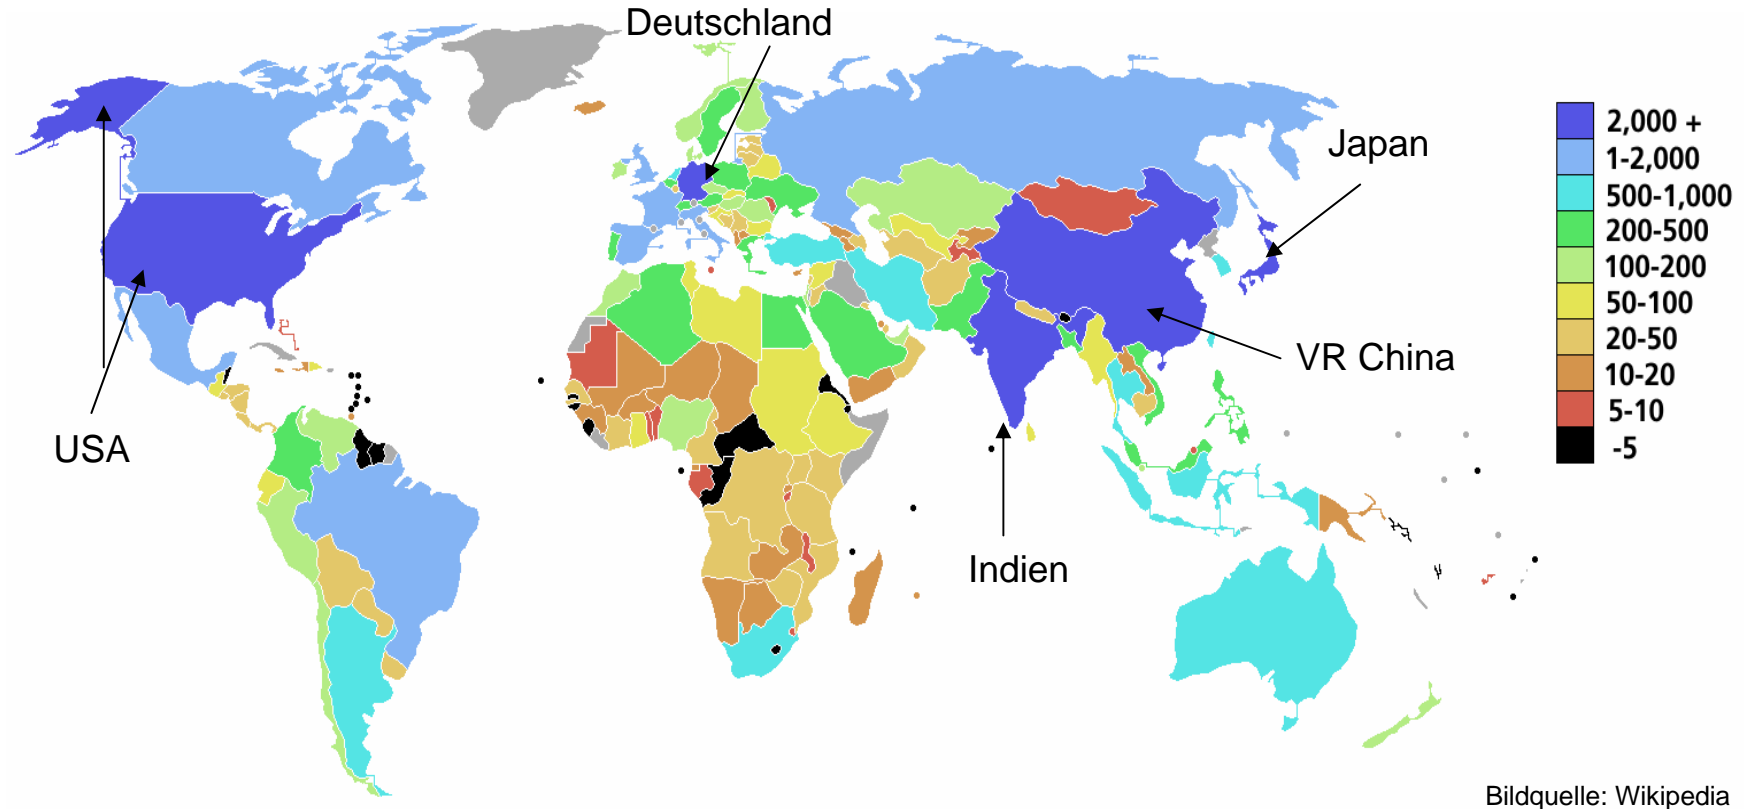 Deutschland
Japan
VR China
USA
Indien
2,000 +
1-2,000
500-1,000
200-500
100-200
50-100
20-50
10-20
5-10
-5
Bildquelle: Wikipedia